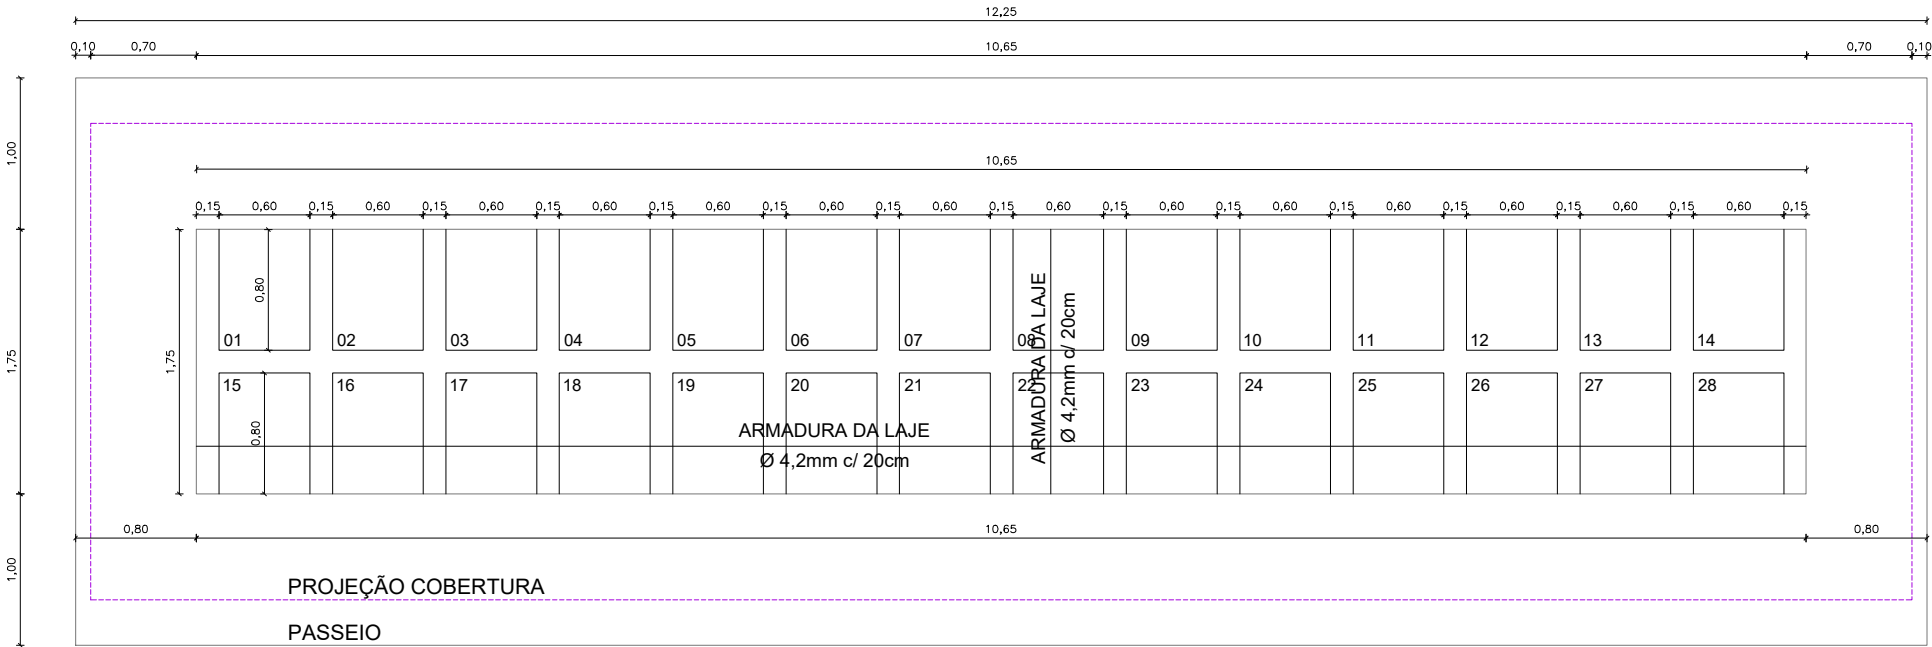 12,25
0,10 0,70 10,65 0,70 0,10
1,00
10,65
0,15 0,60 0,15 0,60 0,15 0,60 0,15 0,60 0,15 0,60 0,15 0,60 0,15 0,60 0,15 0,60 0,15 0,60 0,15 0,60 0,15 0,60 0,15 0,60 0,15 0,60 0,15 0,60 0,15
0,80
01 02 03 04 05 06 07 08 09 10 11 12 13 14
1,75
1,75
15 16 17 18 19 20 21 22 23 24 25 26 27 28
0,80
ARMADURA DA LAJE
Ø 4,2mm c/ 20cm
ARMADURA DA LAJE
Ø 4,2mm c/ 20cm
0,80 10,65 0,80
1,00
PROJEÇÃO COBERTURA
PASSEIO